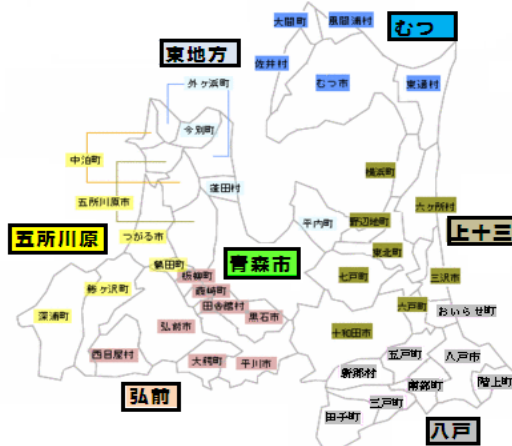 大間町
風間浦村
むつ
東地方
佐井村
外ヶ浜町
むつ市
東通村
今別町
中泊町
横浜町
蓬田村
五所川原市
六ヶ所村
平内町
野辺地町
五所川原
つがる市
上十三
青森市
東北町
鶴田町
板柳町
七戸町
三沢市
鯵ヶ沢町
藤崎町
田舎館村
六戸町
おいらせ町
深浦町
黒石市
弘前市
十和田市
西目屋村
大鰐町
平川市
五戸町
八戸市
新郷村
南部町
階上町
弘前
三戸町
田子町
八戸